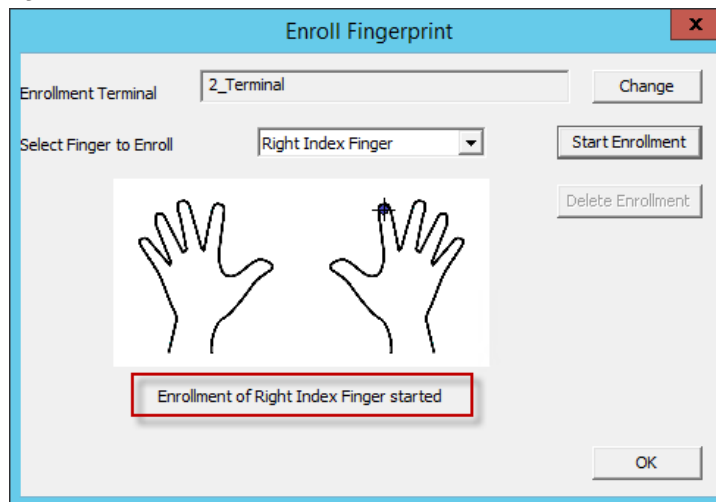 Enroll Fingerprint
x
Enrollment Terminal 2_Terminal Change
Select Finger to Enroll Right Index Finger Start Enrollment
Delete Enrollment
Enrollment of Right Index Finger started
OK